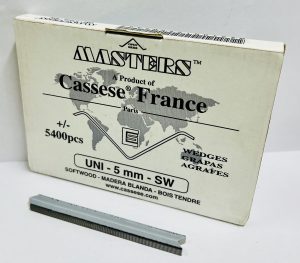 MASTERS™
A Product of
Cassese® France
Paris
+/-
5400pcs
WEDGES
GRAPAS
AGRAFES
UNI - 5 mm - SW
SOFTWOOD - MADERA BLANDA - BOIS TENDRE
www.cassese.com